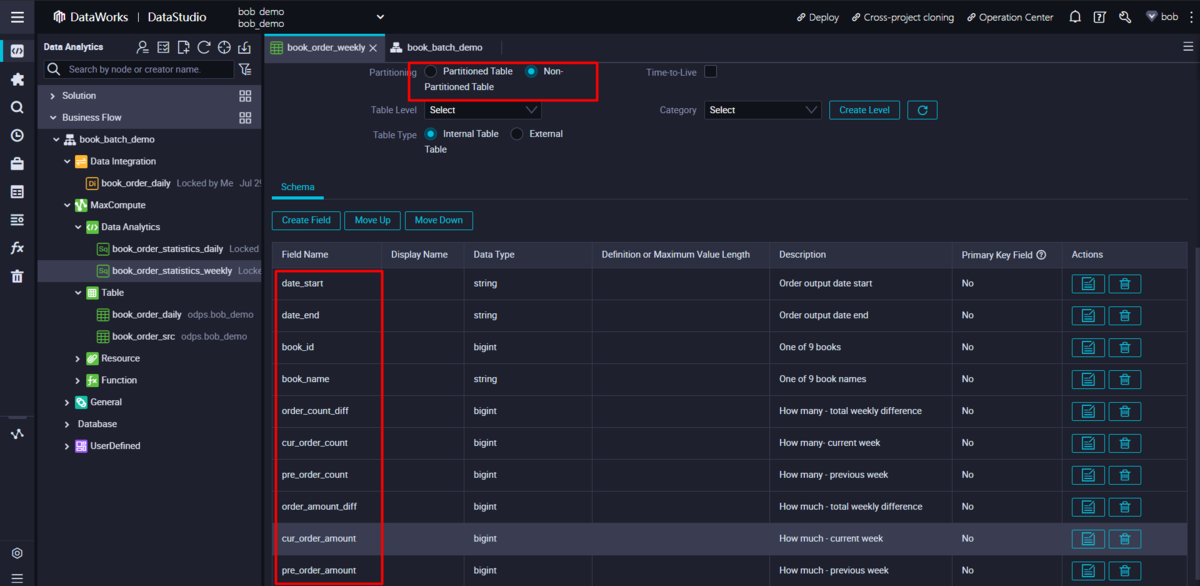 DataWorks | DataStudio
bob_demo
bob_demo
Deploy
Cross-project cloning
Operation Center
bob
Data Analytics
Search by node or creator name.
Solution
Business Flow
book_batch_demo
Data Integration
Di book_order_daily Locked by Me Jul 29
MaxCompute
Data Analytics
Sq book_order_statistics_daily Locked
Sq book_order_statistics_weekly Locke
Table
book_order_daily odps.bob_demo
book_order_src odps.bob_demo
Resource
fx Function
General
Database
UserDefined
book_order_weekly
book_batch_demo
Partitioning Partitioned Table Non-
Partitioned Table
Time-to-Live
Table Level Select
Category Select Create Level
Table Type Internal Table External
Table
Schema
Create Field Move Up Move Down
Field Name Display Name Data Type Definition or Maximum Value Length Description Primary Key Field Actions
date_start string Order output date start No
date_end string Order output date end No
book_id bigint One of 9 books No
book_name string One of 9 book names No
order_count_diff bigint How many - total weekly difference No
cur_order_count bigint How many- current week No
pre_order_count bigint How many - previous week No
order_amount_diff bigint How much - total weekly difference No
cur_order_amount bigint How much - current week No
pre_order_amount bigint How much - previous week No